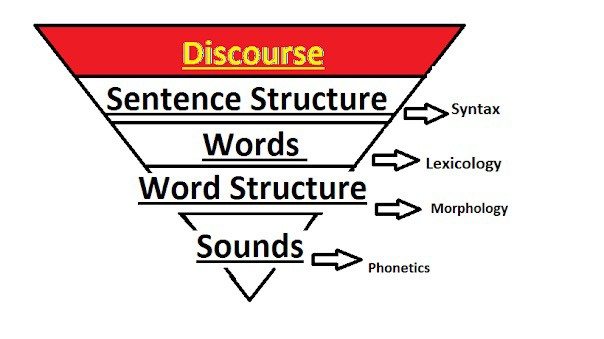 Discourse
Sentence Structure
Syntax
Words
Lexicology
Word Structure
Morphology
Sounds
Phonetics